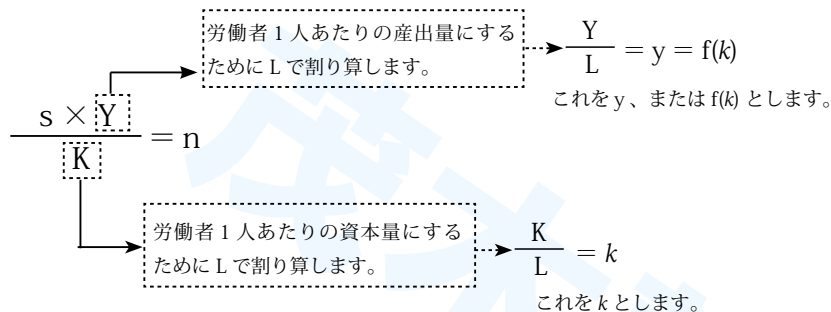 労働者 1 人あたりの産出量にする
ために L で割り算します。
Y
L
= y = f(k)
これを y 、または f(k) とします。
s × Y
K
= n
労働者 1 人あたりの資本量にする
ために L で割り算します。
K
L
= k
これを k とします。